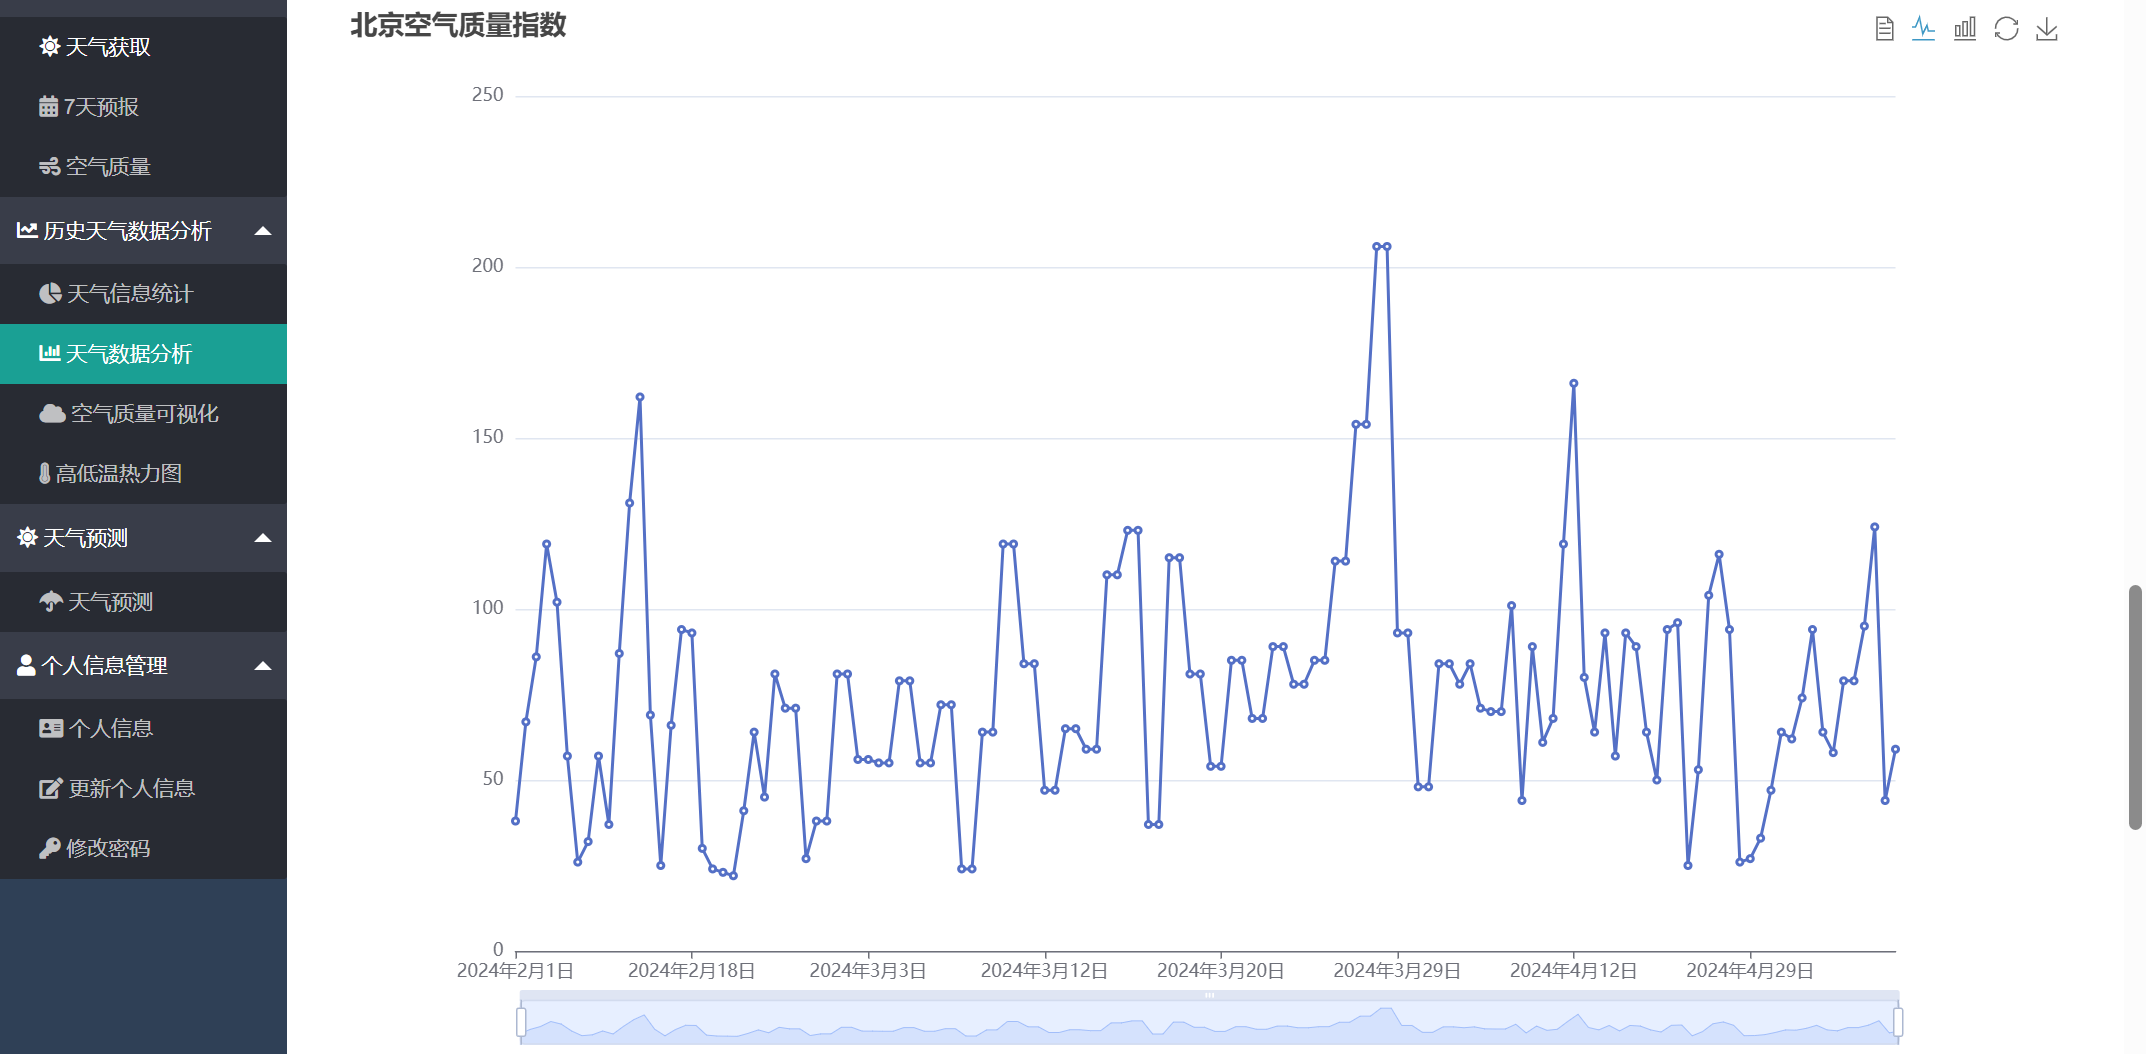 天气获取
7天预报
空气质量
历史天气数据分析
天气信息统计
天气数据分析
空气质量可视化
高低温热力图
天气预测
天气预测
个人信息管理
个人信息
更新个人信息
修改密码
北京空气质量指数
250
200
150
100
50
0
2024年2月1日 2024年2月18日 2024年3月3日 2024年3月12日 2024年3月20日 2024年3月29日 2024年4月12日 2024年4月29日